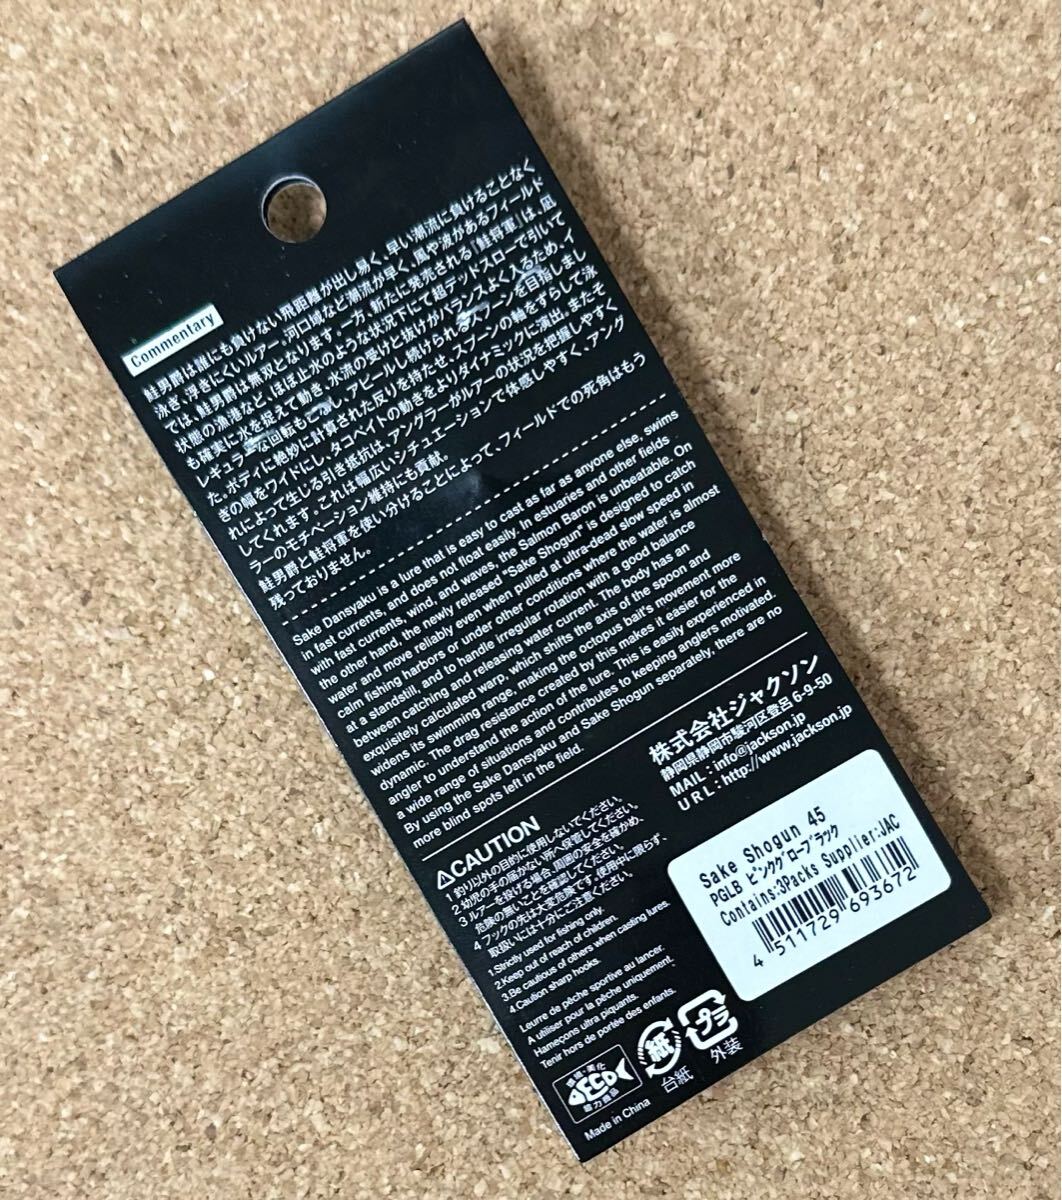 Commentary
鮭男爵は誰にも負けない飛距離が出し易く、早い潮流に負けることなく
泳ぎ、浮きにくいルアー。河口域など潮流が早く、風や波があるフィールド
では、鮭男爵は無双となります。一方、新たに発売される「鮭将軍」は、凪
状態の漁港など、ほぼ止水のような状況下にて超デッドスローで引いて
も確実に水を捉えて動き、水流の受けと抜けがバランスよく入るため、イ
レギュラーな回転もにし、アピールし続けられるスプーンを目指しまし
た。ボディに絶妙に計算された反りを持たせ、スプーンの軸をずらして泳
ぎの幅をワイドにし、タコベイトの動きをよりダイナミックに演出。またそ
れによって生じる引き抵抗は、アングラーがルアーの状況を把握しやすく
してくれます。これは幅広いシチュエーションで体感しやすく、アング
ラーのモチベーション維持にも貢献。
鮭男爵と鮭将軍を使い分けることによって、フィールドでの死角はもう
残っておりません。
Sake Dansyaku is a lure that is easy to cast as far as anyone else, swims
in fast currents, and does not float easily. In estuaries and other fields
with fast currents, wind, and waves, the Salmon Baron is unbeatable. On
the other hand, the newly released "Sake Shogun" is designed to catch
water and move reliably even when pulled at ultra-dead slow speed in
calm fishing harbors or under other conditions where the water is almost
at a standstill, and to handle irregular rotation with a good balance
between catching and releasing water current. The body has an
exquisitely calculated warp, which shifts the axis of the spoon and
widens its swimming range, making the octopus bait's movement more
dynamic. The drag resistance created by this makes it easier for the
angler to understand the action of the lure. This is easily experienced in
a wide range of situations and contributes to keeping anglers motivated.
By using the Sake Dansyaku and Sake Shogun separately, there are no
more blind spots left in the field.
株式会社ジャクソン
静岡県静岡市駿河区登呂 6-9-50
MAIL : info@jackson.jp
URL : http://www.jackson.jp
⚠CAUTION
1 釣り以外の目的に使用しないでください。
2 幼児の手の届かない所へ保管してください。
3 ルアーを投げる場合、周囲の安全を確かめ、
危険の無いことを確認してください。
4 フックの先は大変危険です。使用中に限らず、
取扱いには十分にご注意ください。
1.Strictly used for fishing only.
2.Keep out of reach of children.
3.Be cautious of others when casting lures.
4.Caution sharp hooks.
Leurre de pêche sportive au lancer.
A utiliser pour la pêche uniquement.
Hameçons ultra piquants.
Tenir hors de portée des enfants.
Sake Shogun 45
PGLB ピンクグローブラック
Contains:3Packs Supplier:JAC
4 511729 693672
環境・美化
ECO
協力商品
紙
台紙
プラ
外装
Made in China